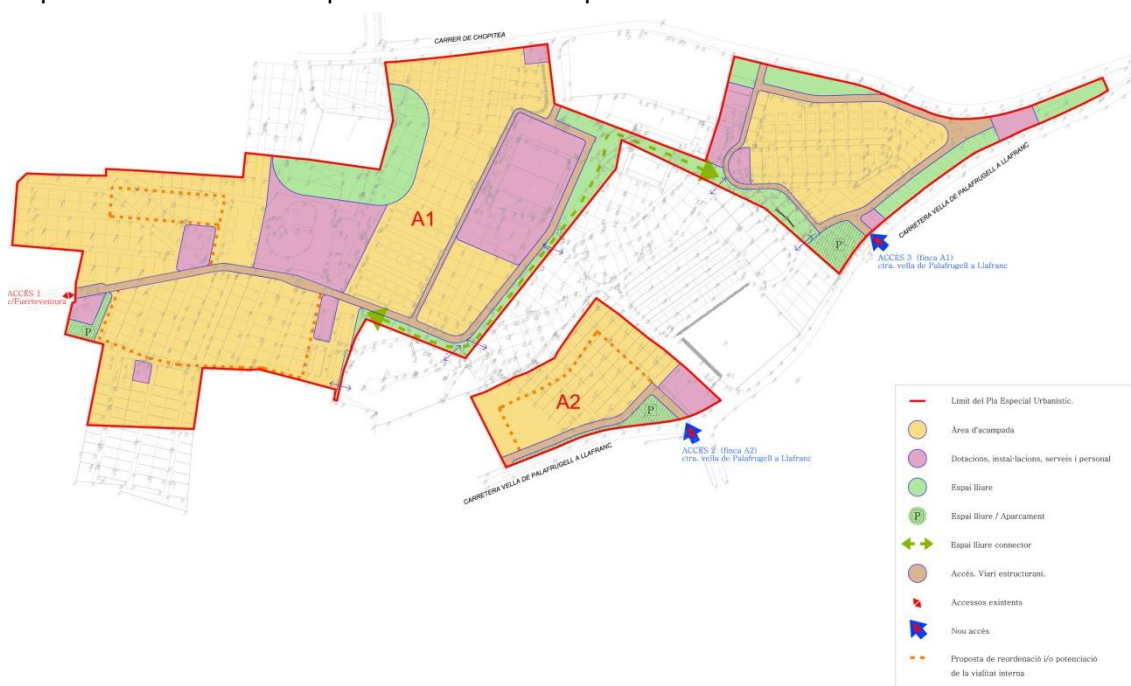 CARRER DE CHOPITEA
CARRETERA VELLA DE PALAFRUGELL A LLAFRANC
A1
P
ACCÉS 3 (finca A1)
ctra. vella de Palafrugell a Llafranc
ACCÉS 1
c/Fuerteventura
P
A2
P
ACCÉS 2 (finca A2)
ctra. vella de Palafrugell a Llafranc
CARRETERA VELLA DE PALAFRUGELL A LLAFRANC
Límit del Pla Especial Urbanístic.
Àrea d'acampada
Dotacions, instal·lacions, serveis i personal
Espai lliure
P
Espai lliure / Aparcament
Espai lliure connector
Accés. Viari estructurant.
Accessos existents
Nou accés
Proposta de reordenació i/o potenciació
de la vialitat interna